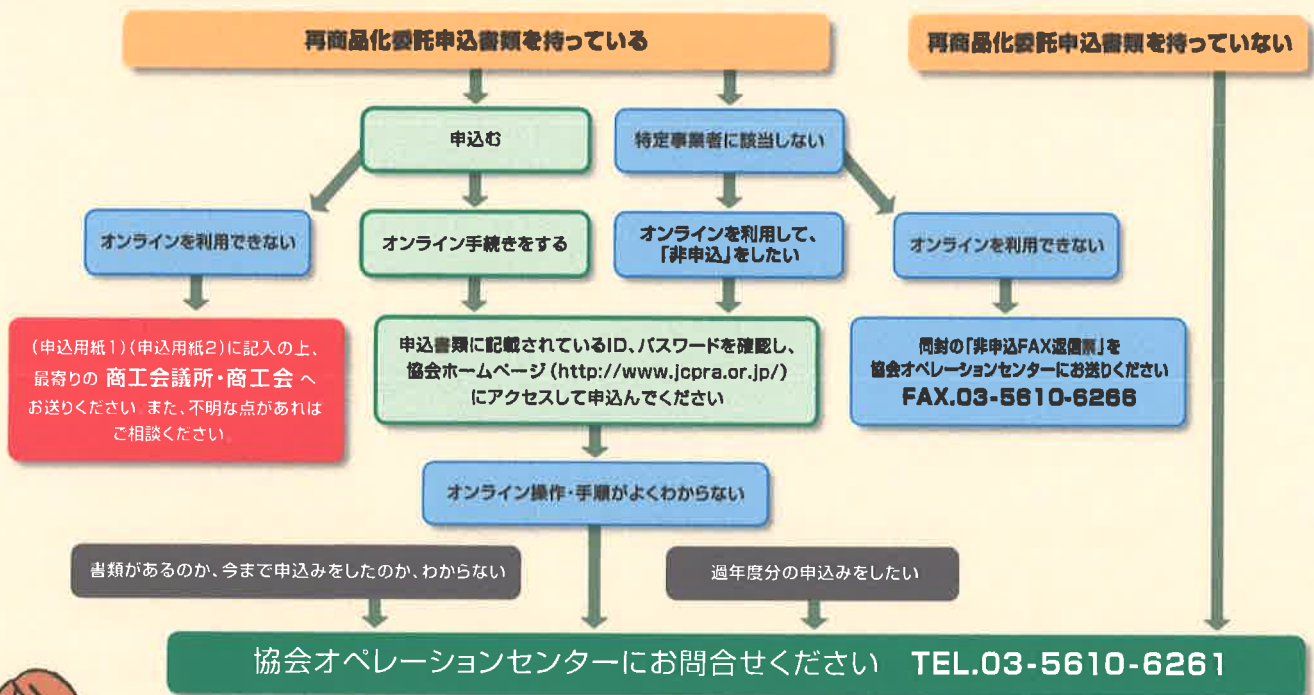 再商品化委託申込書類を持っている
再商品化委託申込書類を持っていない
申込む
特定事業者に該当しない
オンラインを利用できない
オンライン手続きをする
オンラインを利用して、
「非申込」をしたい
オンラインを利用できない
(申込用紙1)(申込用紙2)に記入の上、
最寄りの 商工会議所・商工会 へ
お送りください。また、不明な点があれば
ご相談ください。
申込書類に記載されているID、パスワードを確認し、
協会ホームページ(http://www.jcpra.or.jp/)
にアクセスして申込んでください
同封の「非申込FAX返信票」を
協会オペレーションセンターにお送りください
FAX.03-5610-6266
オンライン操作・手順がよくわからない
書類があるのか、今まで申込みをしたのか、わからない
過年度分の申込みをしたい
協会オペレーションセンターにお問合せください TEL.03-5610-6261